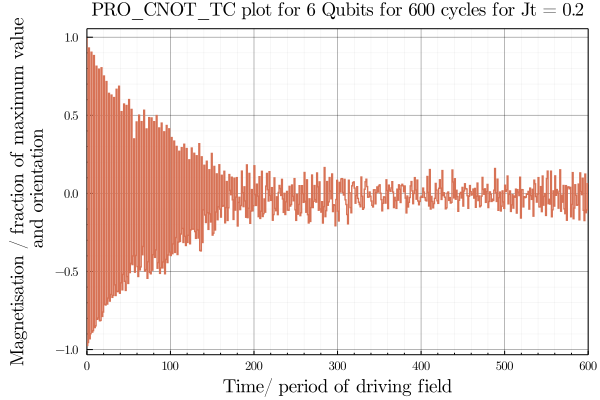 PRO_CNOT_TC plot for 6 Qubits for 600 cycles for Jt = 0.2
Magnetisation / fraction of maximum value
and orientation
1.0
0.5
0.0
−0.5
−1.0
0 100 200 300 400 500 600
Time/ period of driving field